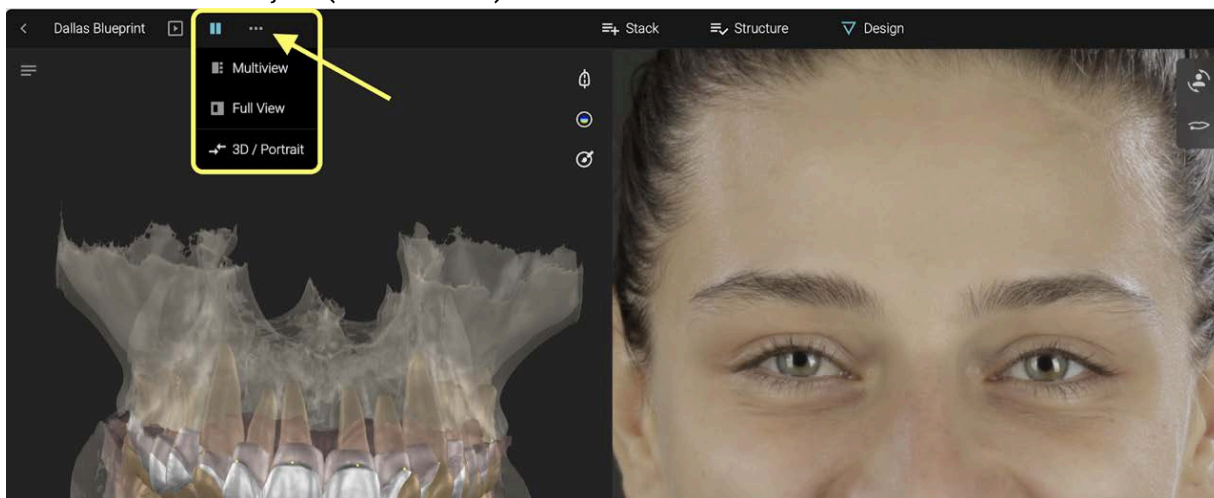 Dallas Blueprint ••• Stack Structure Design
Multiview
Full View
3D / Portrait